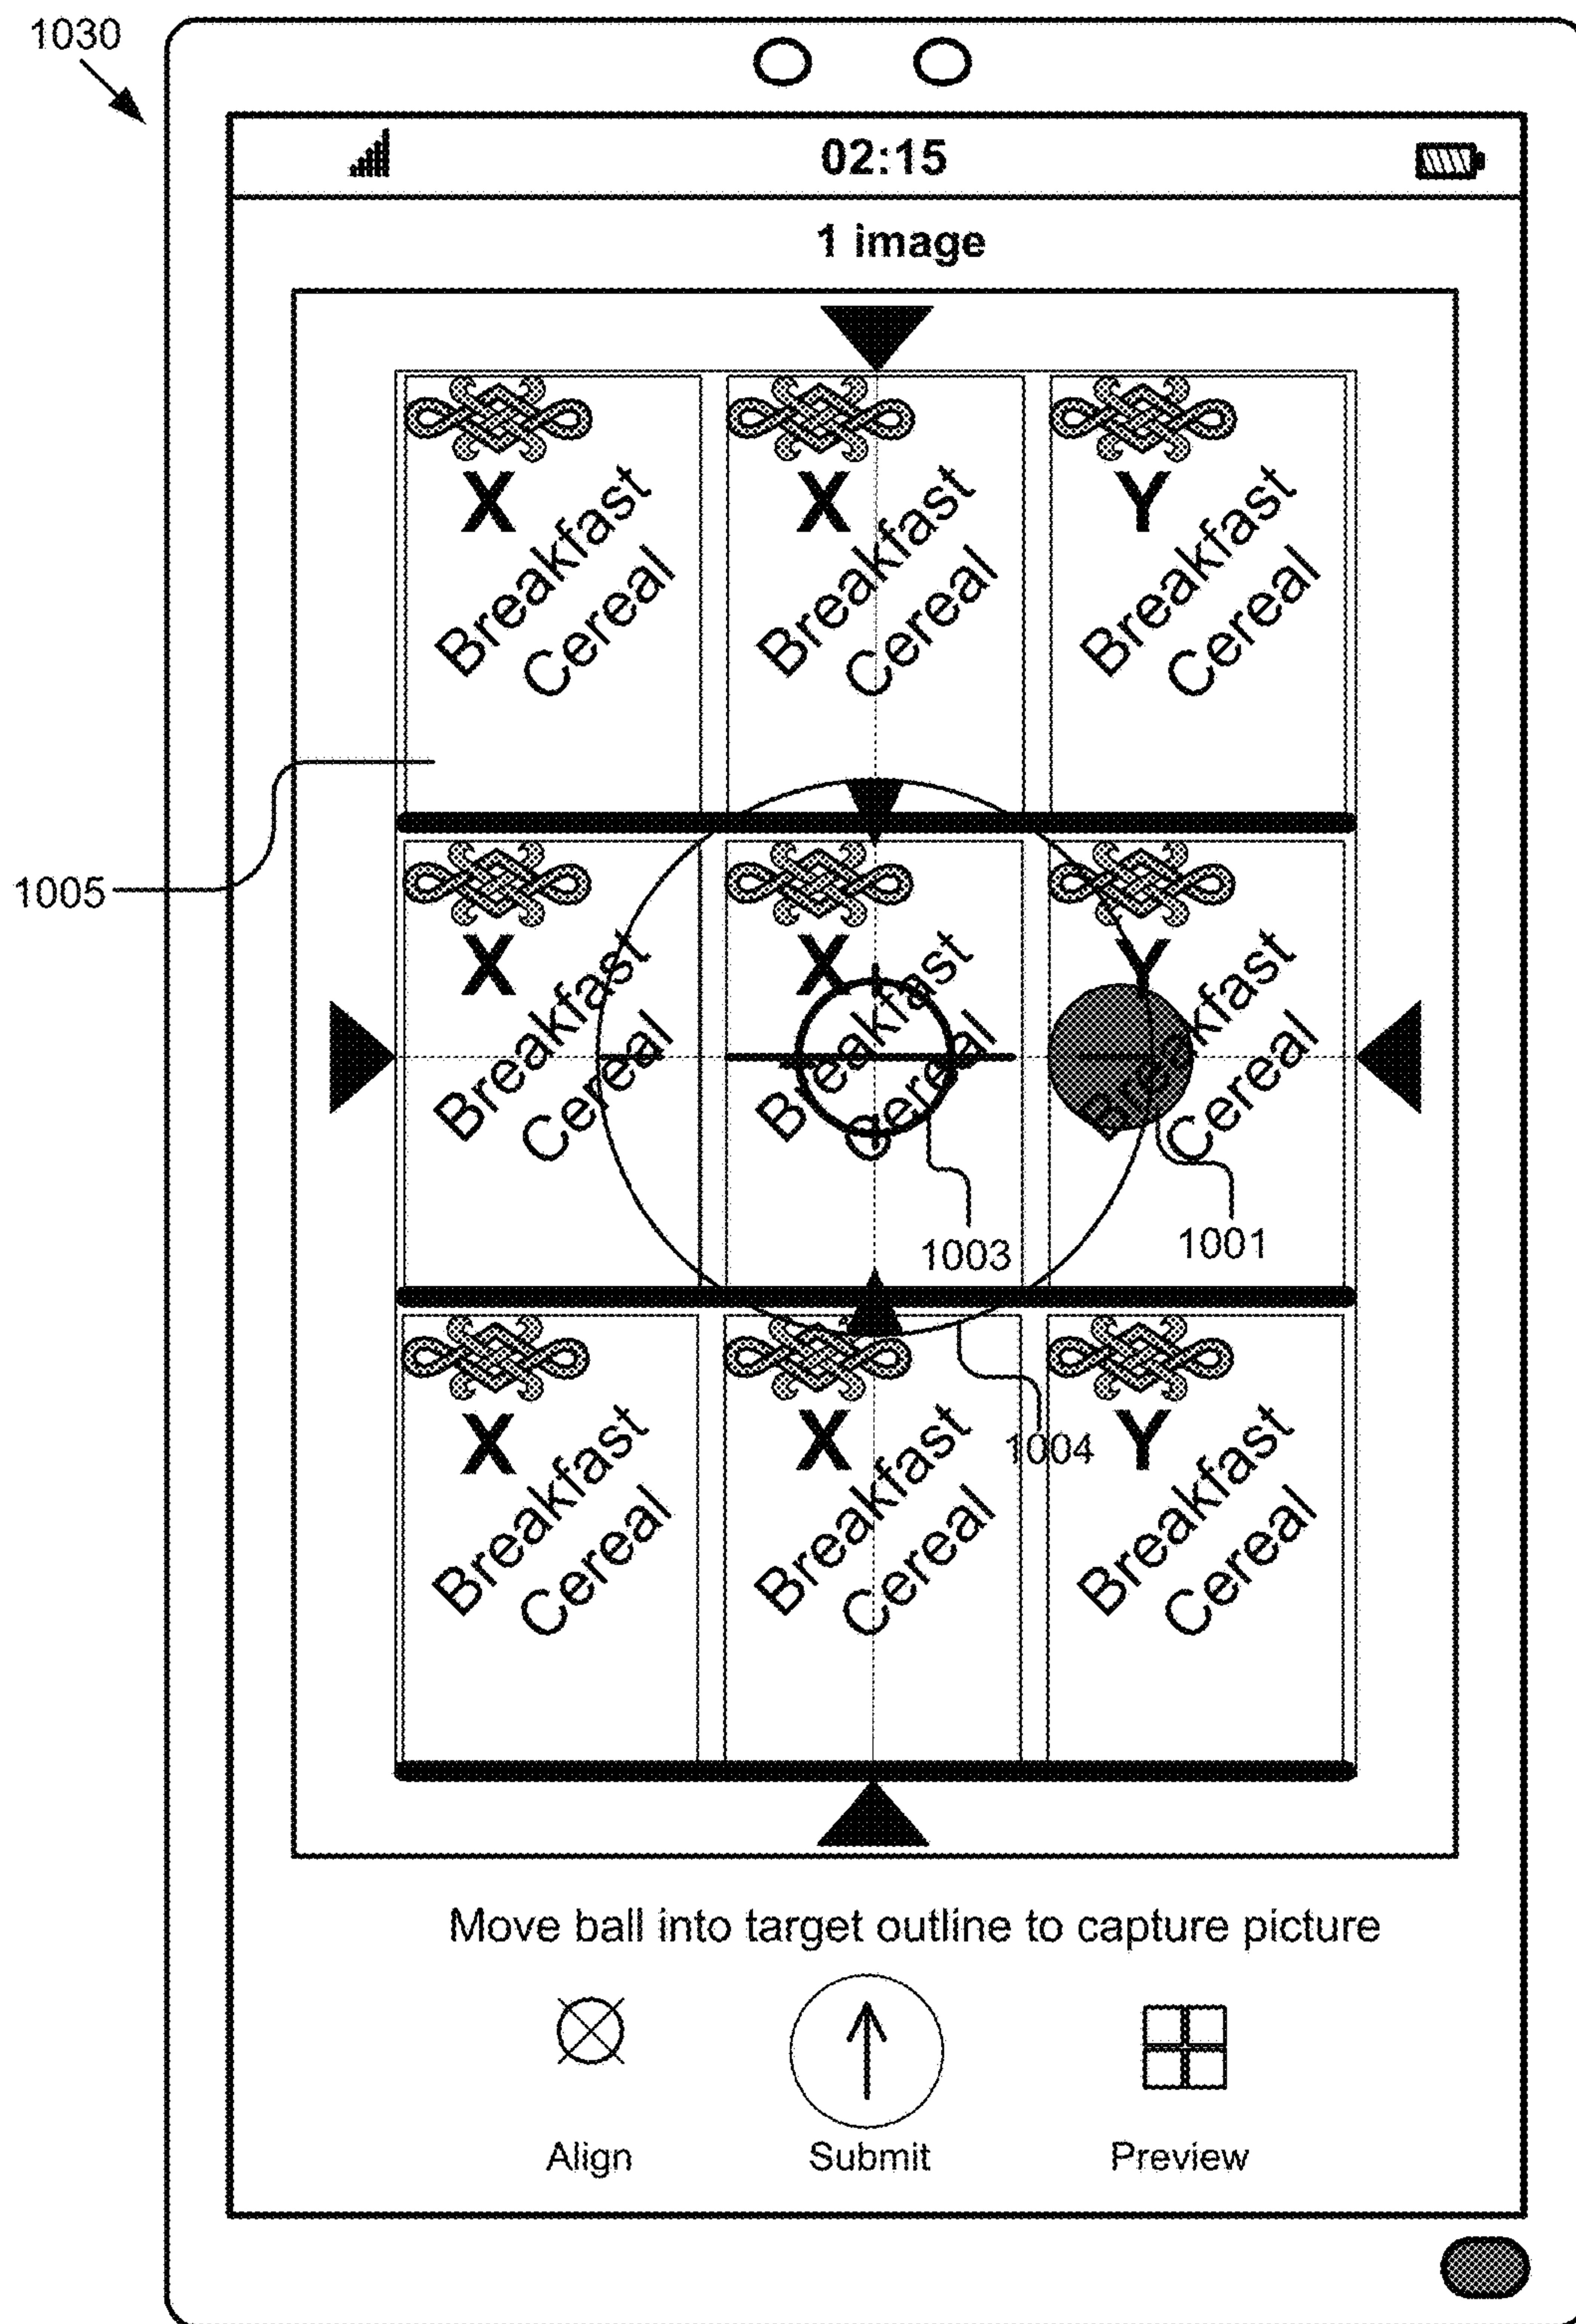 1030
02:15
1 image
X
Breakfast
Cereal
X
Breakfast
Cereal
Y
Breakfast
Cereal
1005
X
Breakfast
Cereal
X
Breakfast
Cereal
Y
Breakfast
Cereal
1003
1001
X
Breakfast
Cereal
X
Breakfast
Cereal
1004
Y
Breakfast
Cereal
Move ball into target outline to capture picture
Align
Submit
Preview